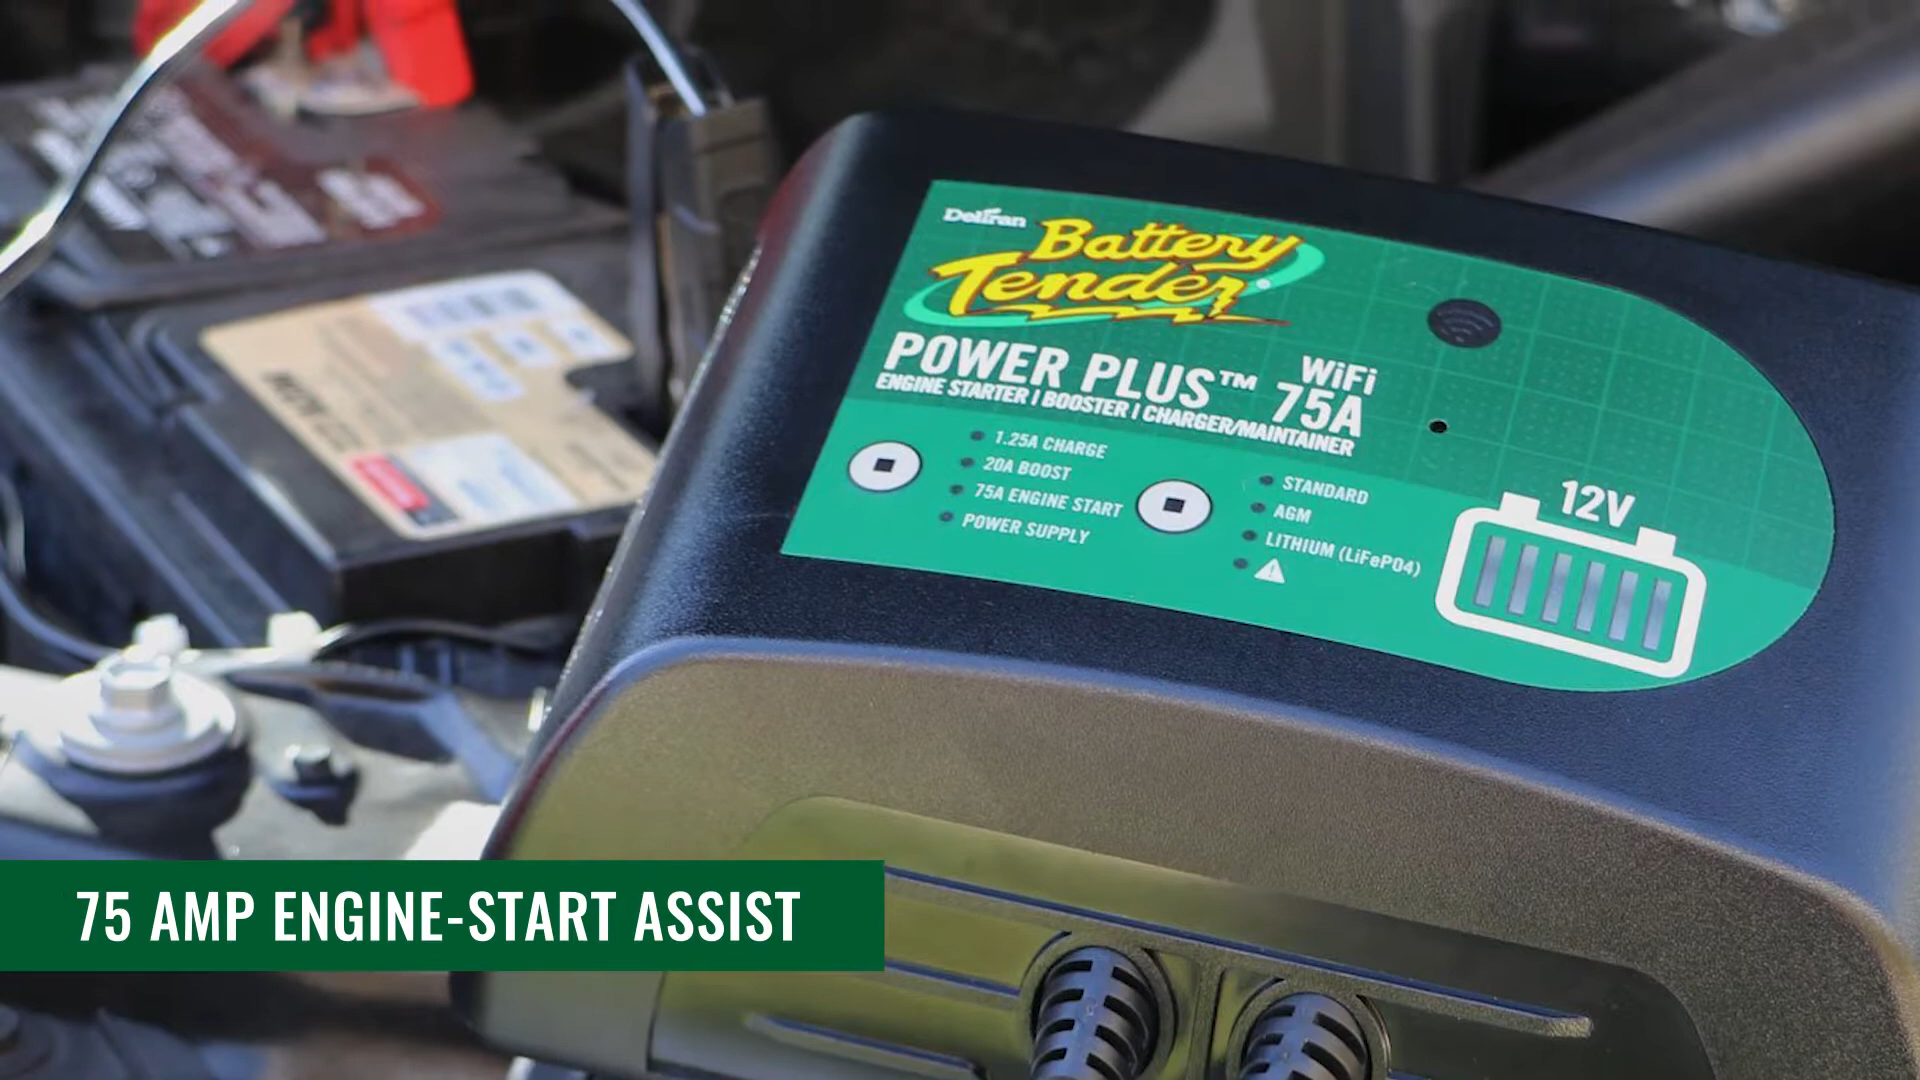 Deltran
Battery
Tender
POWER PLUS™ WiFi 75A
ENGINE STARTER | BOOSTER | CHARGER/MAINTAINER
1.25A CHARGE
20A BOOST
75A ENGINE START
POWER SUPPLY
STANDARD
AGM
LITHIUM (LiFePO4)
12V
75 AMP ENGINE-START ASSIST